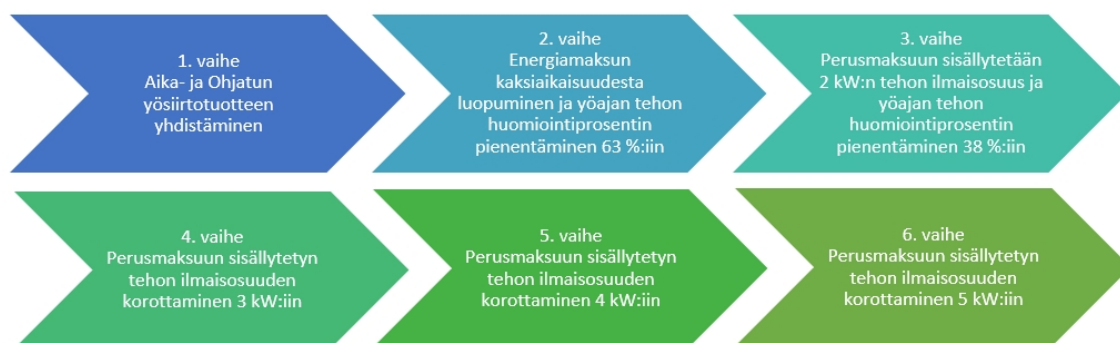 1. vaihe
Aika- ja Ohjatun
yösiirtotuotteen
yhdistäminen
2. vaihe
Energiamaksun
kaksiaikaisuudesta
luopuminen ja yöajan tehon
huomiointiprosentin
pienentäminen 63 %:iin
3. vaihe
Perusmaksuun sisällytetään
2 kW:n tehon ilmaisosuus ja
yöajan tehon
huomiointiprosentin
pienentäminen 38 %:iin
4. vaihe
Perusmaksuun sisällytetyn
tehon ilmaisosuuden
korottaminen 3 kW:iin
5. vaihe
Perusmaksuun sisällytetyn
tehon ilmaisosuuden
korottaminen 4 kW:iin
6. vaihe
Perusmaksuun sisällytetyn
tehon ilmaisosuuden
korottaminen 5 kW:iin